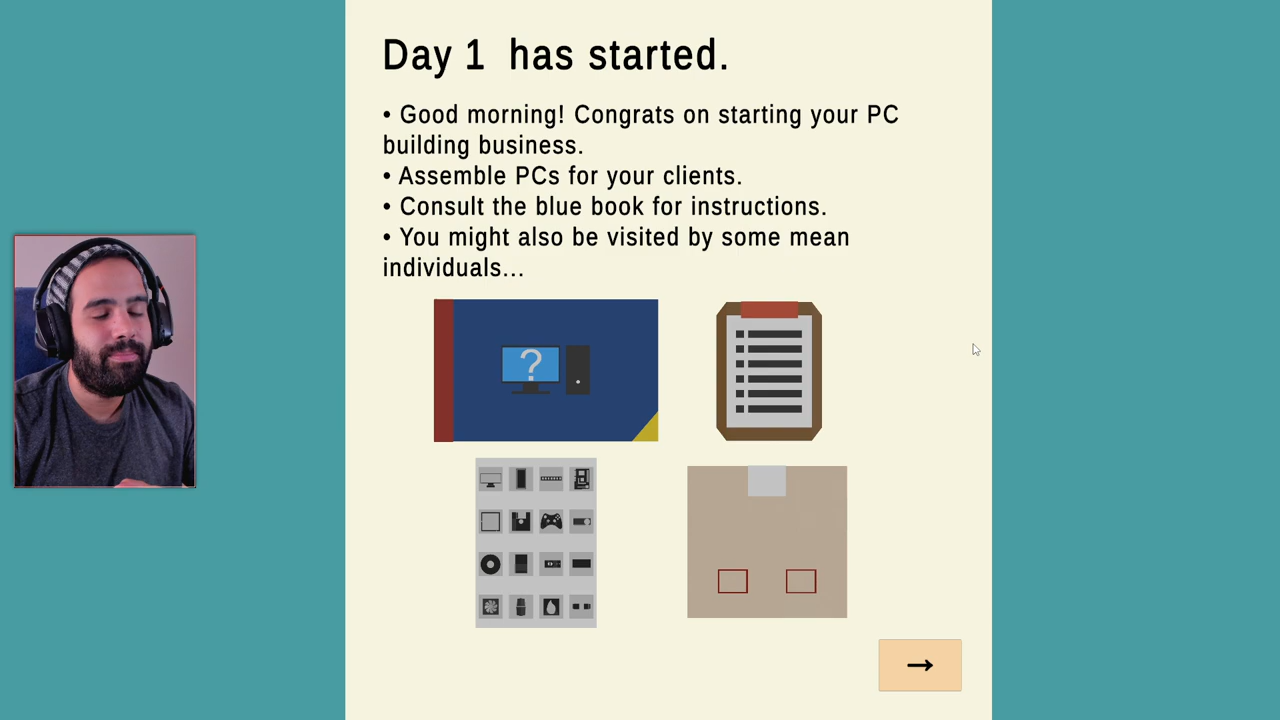 Day 1 has started.
• Good morning! Congrats on starting your PC
building business.
• Assemble PCs for your clients.
• Consult the blue book for instructions.
• You might also be visited by some mean
individuals...
?
→